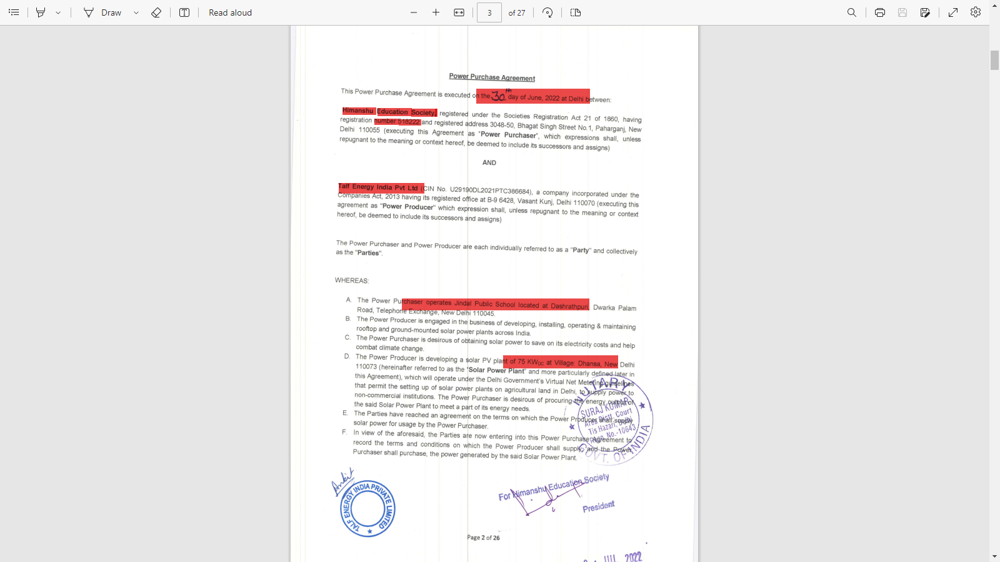 Draw
Read aloud
3 of 27
Power Purchase Agreement
This Power Purchase Agreement is executed on the 30th day of June, 2022 at Delhi between:
Himanshu Education Society, registered under the Societies Registration Act 21 of 1860, having
registration number 518222 and registered address 3048-50, Bhagat Singh Street No.1, Paharganj, New
Delhi 110055 (executing this Agreement as "Power Purchaser", which expressions shall, unless
repugnant to the meaning or context hereof, be deemed to include its successors and assigns)
AND
Talf Energy India Pvt Ltd (CIN No. U29190DL2021PTC386684), a company incorporated under the
Companies Act, 2013 having its registered office at B-9 6428, Vasant Kunj, Delhi 110070 (executing this
agreement as "Power Producer" which expression shall, unless repugnant to the meaning or context
hereof, be deemed to include its successors and assigns)
The Power Purchaser and Power Producer are each individually referred to as a "Party" and collectively
as the "Parties".
WHEREAS:
A. The Power Purchaser operates Jindal Public School located at Dashrathpuri, Dwarka Palam
Road, Telephone Exchange, New Delhi 110045.
B. The Power Producer is engaged in the business of developing, installing, operating & maintaining
rooftop and ground-mounted solar power plants across India.
C. The Power Purchaser is desirous of obtaining solar power to save on its electricity costs and help
combat climate change.
D. The Power Producer is developing a solar PV plant of 75 KWDC at Village: Dhansa, New Delhi
110073 (hereinafter referred to as the "Solar Power Plant" and more particularly defined later in
this Agreement), which will operate under the Delhi Government's Virtual Net Metering guidelines
that permit the setting up of solar power plants on agricultural land in Delhi, to supply power to
non-commercial institutions. The Power Purchaser is desirous of procuring the energy output of
the said Solar Power Plant to meet a part of its energy needs.
E. The Parties have reached an agreement on the terms on which the Power Producer shall supply
solar power for usage by the Power Purchaser.
F. In view of the aforesaid, the Parties are now entering into this Power Purchase Agreement to
record the terms and conditions on which the Power Producer shall supply, and the Power
Purchaser shall purchase, the power generated by the said Solar Power Plant.
NOTARY
SURAJ KUMAR
Area Distt. Court
Tis Hazari, Delhi
Regn. No.-10643
GOVT. OF INDIA
Ankit
TALF ENERGY INDIA PRIVATE LIMITED
For Himanshu Education Society
President
Page 2 of 26
JUL 2022